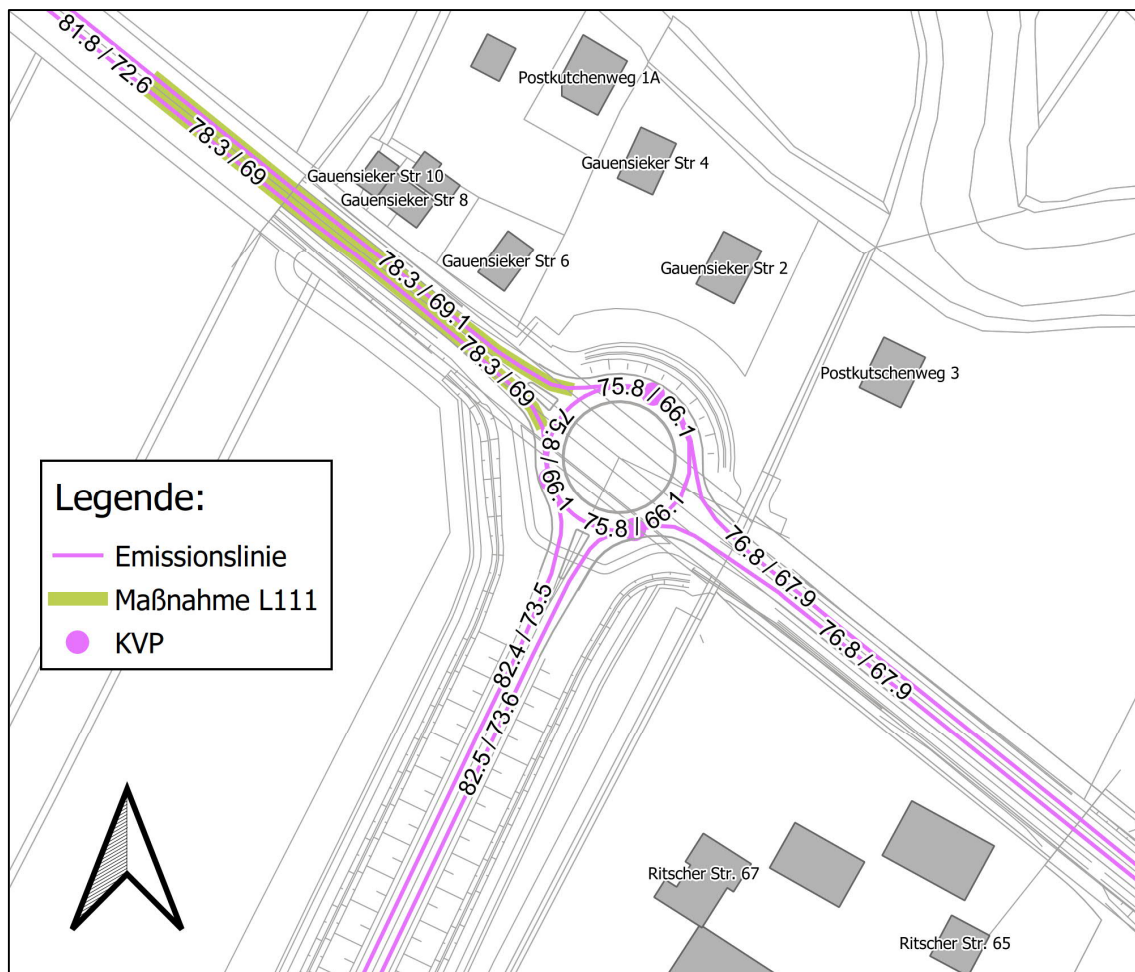 81.8 / 72.6
Postkutchenweg 1A
78.3 / 69
Gauensieker Str 4
Gauensieker Str 10
Gauensieker Str 8
Gauensieker Str 6
Gauensieker Str 2
78.3 / 69.1
78.3 / 69
Postkutschenweg 3
75.8 / 66.1
75.8 / 66.1
75.8 / 66.1
76.8 / 67.9
76.8 / 67.9
82.4 / 73.5
82.5 / 73.6
Legende:
Emissionslinie
Maßnahme L111
KVP
Ritscher Str. 67
Ritscher Str. 65